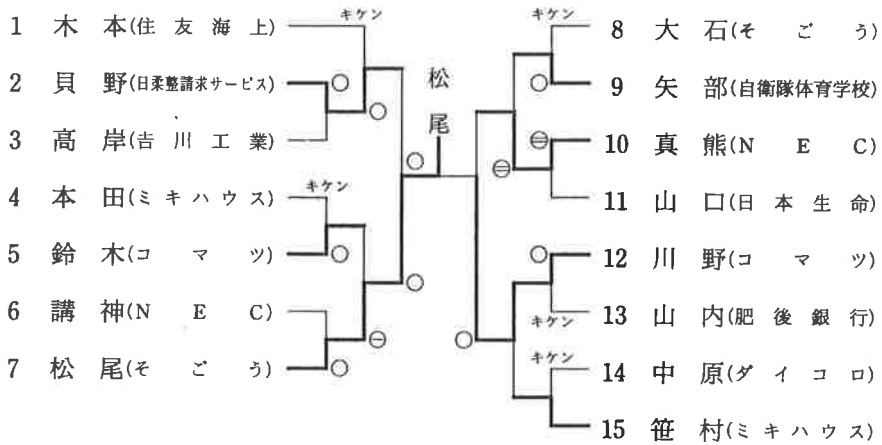 1 木本(住友海上)
キケン
2 貝野(日柔整請求サービス)
3 高岸(吉川工業)
4 本田(ミキハウス)
キケン
5 鈴木(コマツ)
6 講神(NEC)
7 松尾(そごう)
松尾
キケン
8 大石(そごう)
9 矢部(自衛隊体育学校)
10 真熊(NEC)
11 山口(日本生命)
12 川野(コマツ)
13 山内(肥後銀行)
キケン
キケン
14 中原(ダイコロ)
15 笹村(ミキハウス)